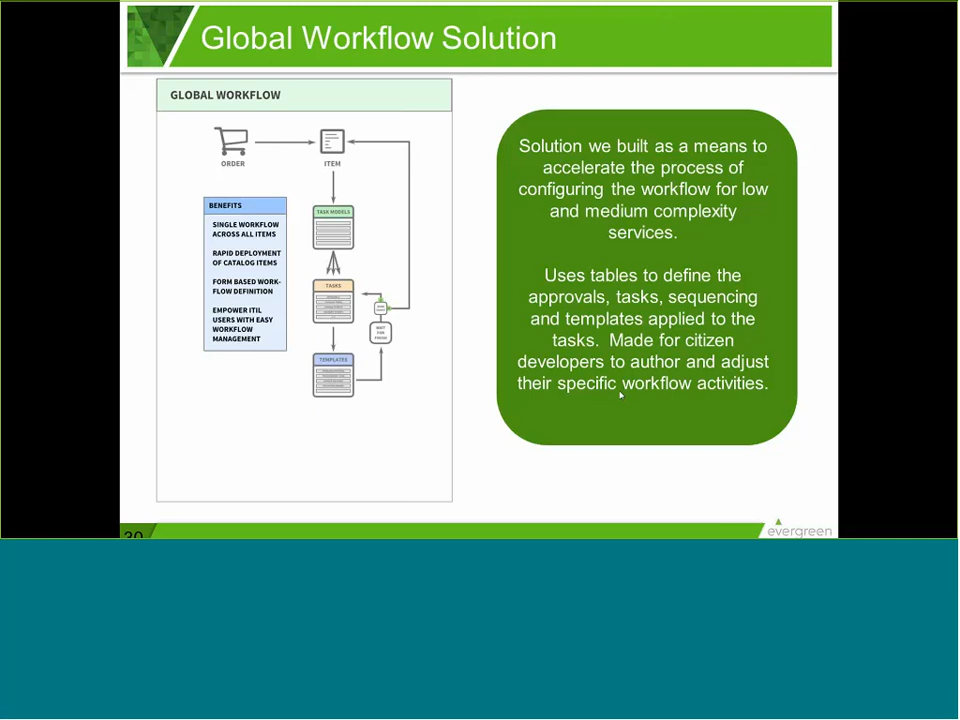 Global Workflow Solution
GLOBAL WORKFLOW
ORDER
ITEM
BENEFITS
SINGLE WORKFLOW
ACROSS ALL ITEMS
RAPID DEPLOYMENT
OF CATALOG ITEMS
FORM BASED WORK-
FLOW DEFINITION
EMPOWER ITIL
USERS WITH EASY
WORKFLOW
MANAGEMENT
TASK MODELS
TASKS
WAIT
FOR
FINISH
TEMPLATES
Solution we built as a means to
accelerate the process of
configuring the workflow for low
and medium complexity
services.
Uses tables to define the
approvals, tasks, sequencing
and templates applied to the
tasks. Made for citizen
developers to author and adjust
their specific workflow activities.
30
evergreen